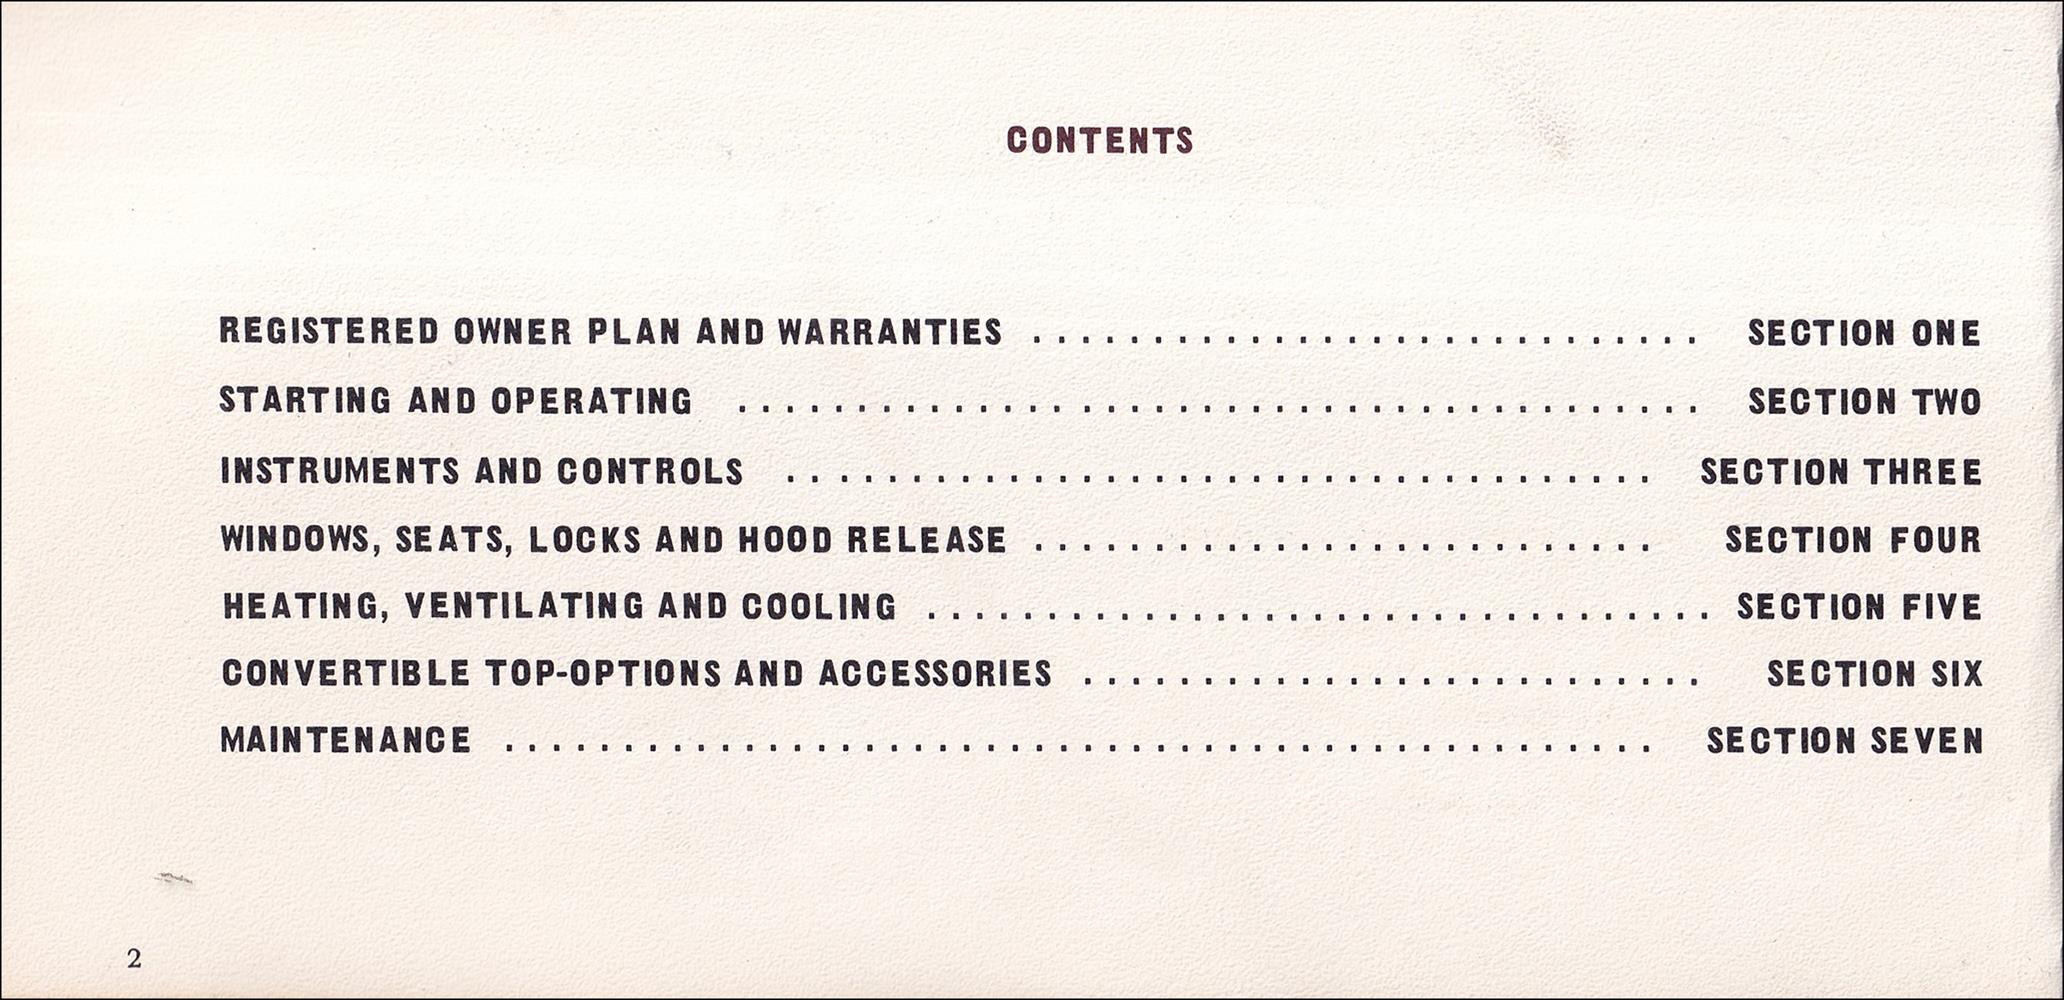 CONTENTS
REGISTERED OWNER PLAN AND WARRANTIES ............................ SECTION ONE
STARTING AND OPERATING ........................................ SECTION TWO
INSTRUMENTS AND CONTROLS .................................... SECTION THREE
WINDOWS, SEATS, LOCKS AND HOOD RELEASE .......................... SECTION FOUR
HEATING, VENTILATING AND COOLING ................................. SECTION FIVE
CONVERTIBLE TOP-OPTIONS AND ACCESSORIES .......................... SECTION SIX
MAINTENANCE ................................................ SECTION SEVEN
2